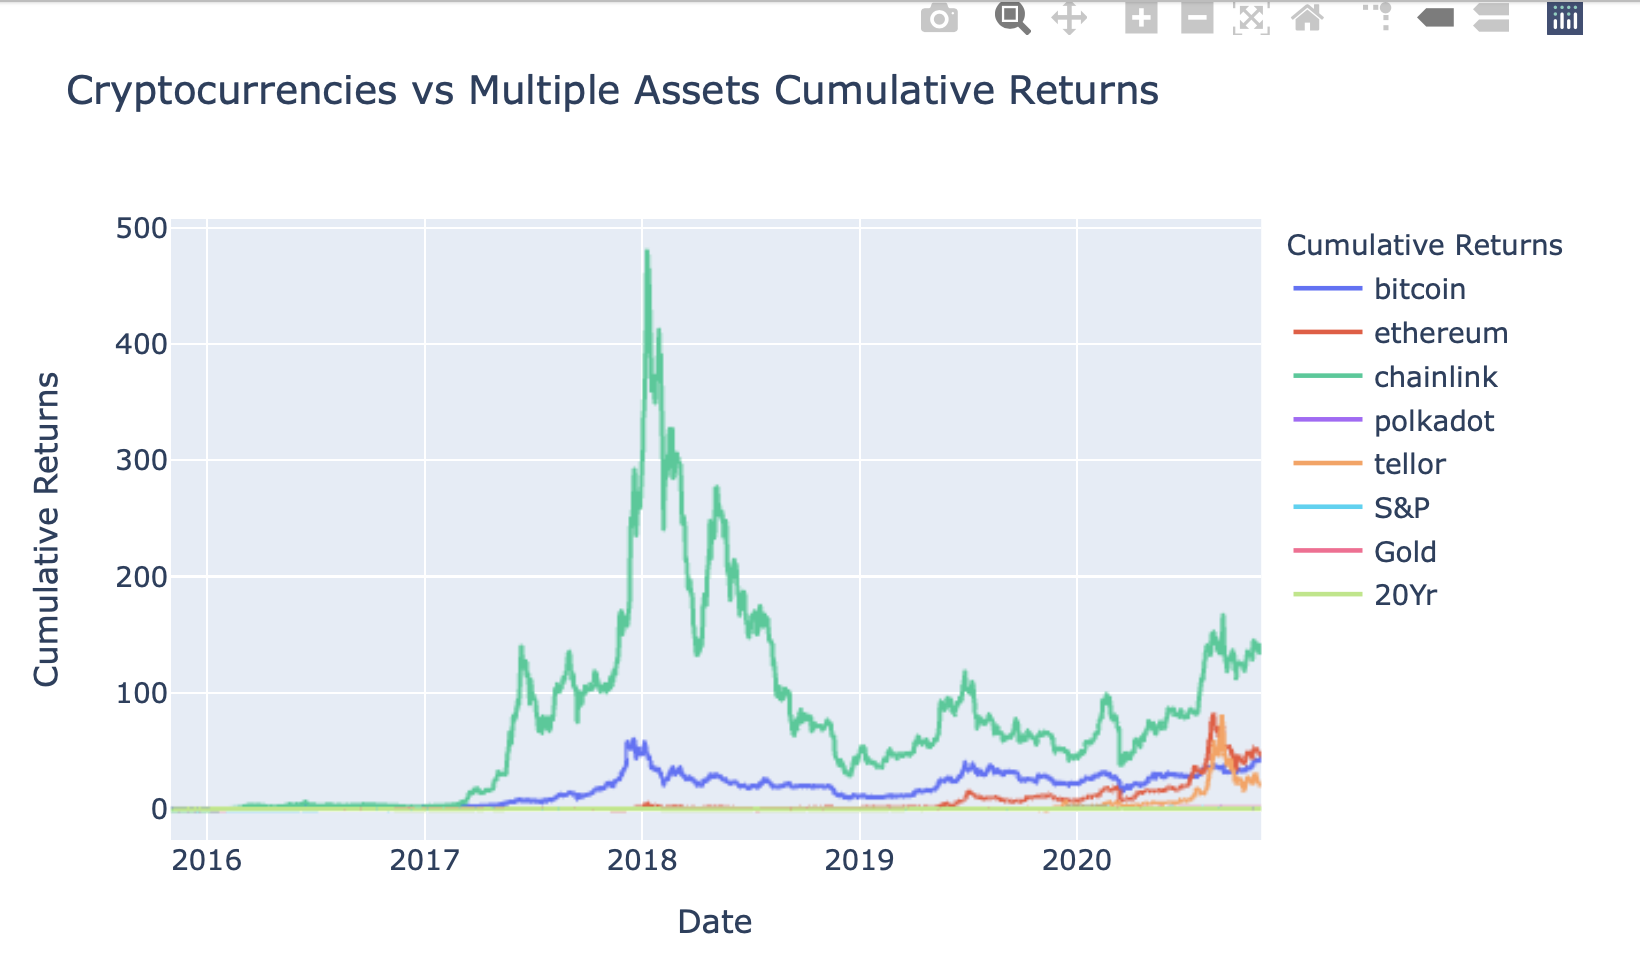 Cryptocurrencies vs Multiple Assets Cumulative Returns
500
400
300
200
100
0
Cumulative Returns
2016 2017 2018 2019 2020
Date
Cumulative Returns
bitcoin
ethereum
chainlink
polkadot
tellor
S&P
Gold
20Yr